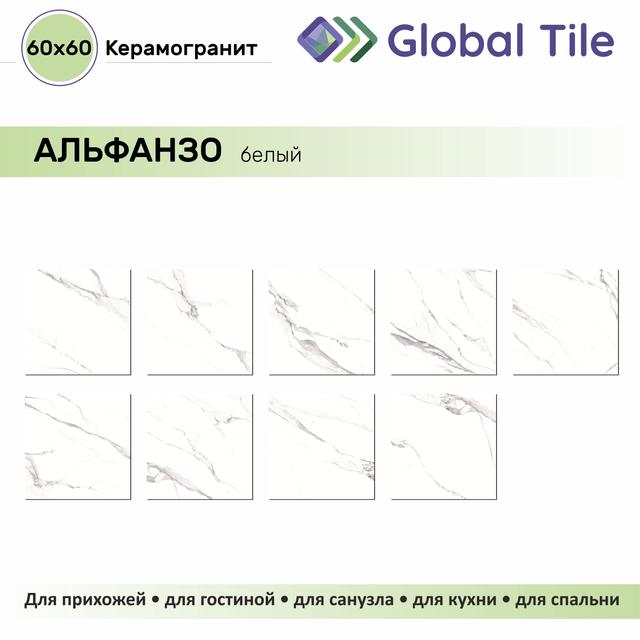 60x60 Керамогранит
Global Tile
АЛЬФАНЗО белый
Для прихожей • для гостиной • для санузла • для кухни • для спальни